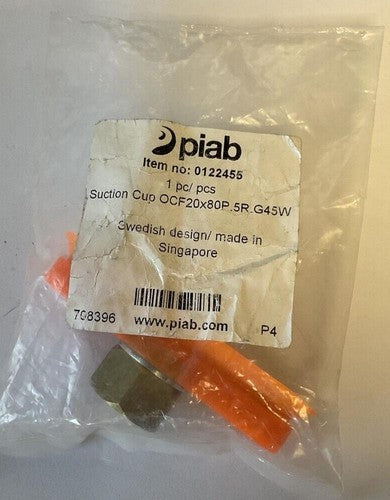 piab
Item no: 0122455
1 pc/ pcs
Suction Cup OCF20x80P.5R.G45W
Swedish design/ made in
Singapore
708396 www.piab.com P4